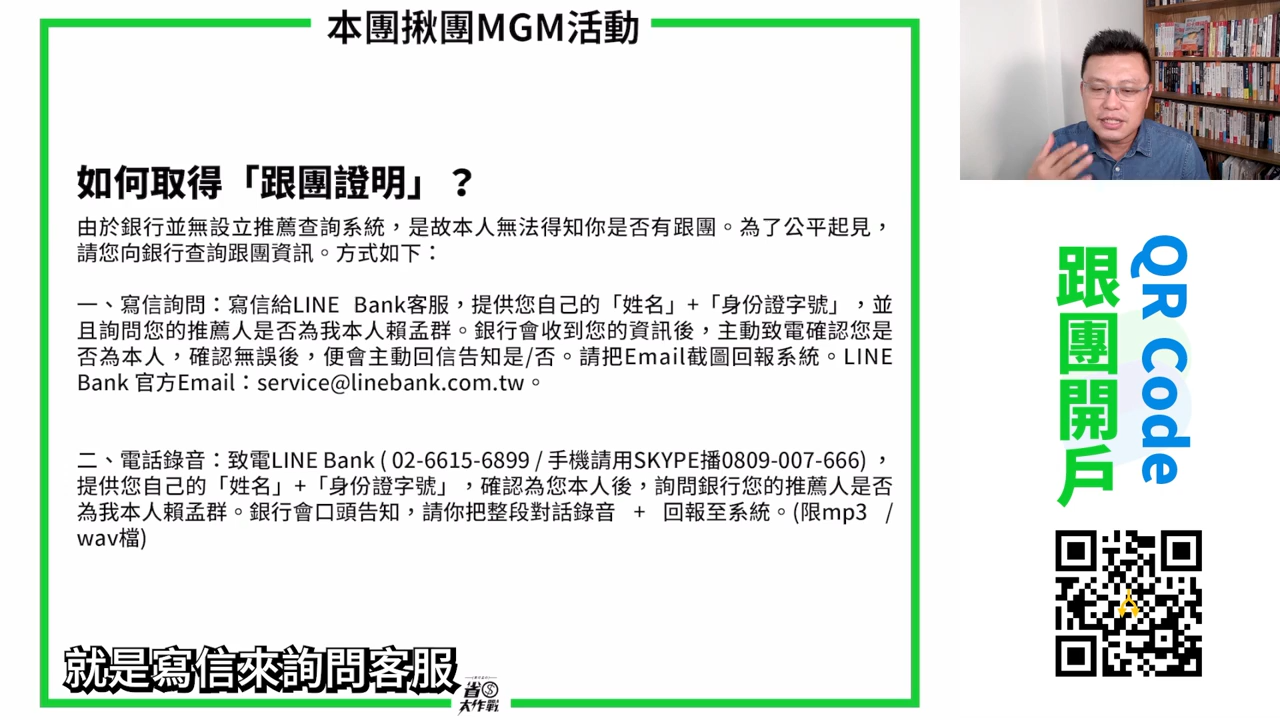 本團揪團MGM活動
如何取得「跟團證明」？
由於銀行並無設立推薦查詢系統，是故本人無法得知你是否有跟團。為了公平起見，
請您向銀行查詢跟團資訊。方式如下：
一、寫信詢問：寫信給LINE Bank客服，提供您自己的「姓名」+「身份證字號」，並
且詢問您的推薦人是否為我本人賴孟群。銀行會收到您的資訊後，主動致電確認您是
否為本人，確認無誤後，便會主動回信告知是/否。請把Email截圖回報系統。LINE
Bank 官方Email：service@linebank.com.tw。
二、電話錄音：致電LINE Bank ( 02-6615-6899 / 手機請用SKYPE播0809-007-666) ，
提供您自己的「姓名」+「身份證字號」，確認為您本人後，詢問銀行您的推薦人是否
為我本人賴孟群。銀行會口頭告知，請你把整段對話錄音 + 回報至系統。(限mp3 /
wav檔)
就是寫信來詢問客服
省
大作戰
QR Code
跟團開戶